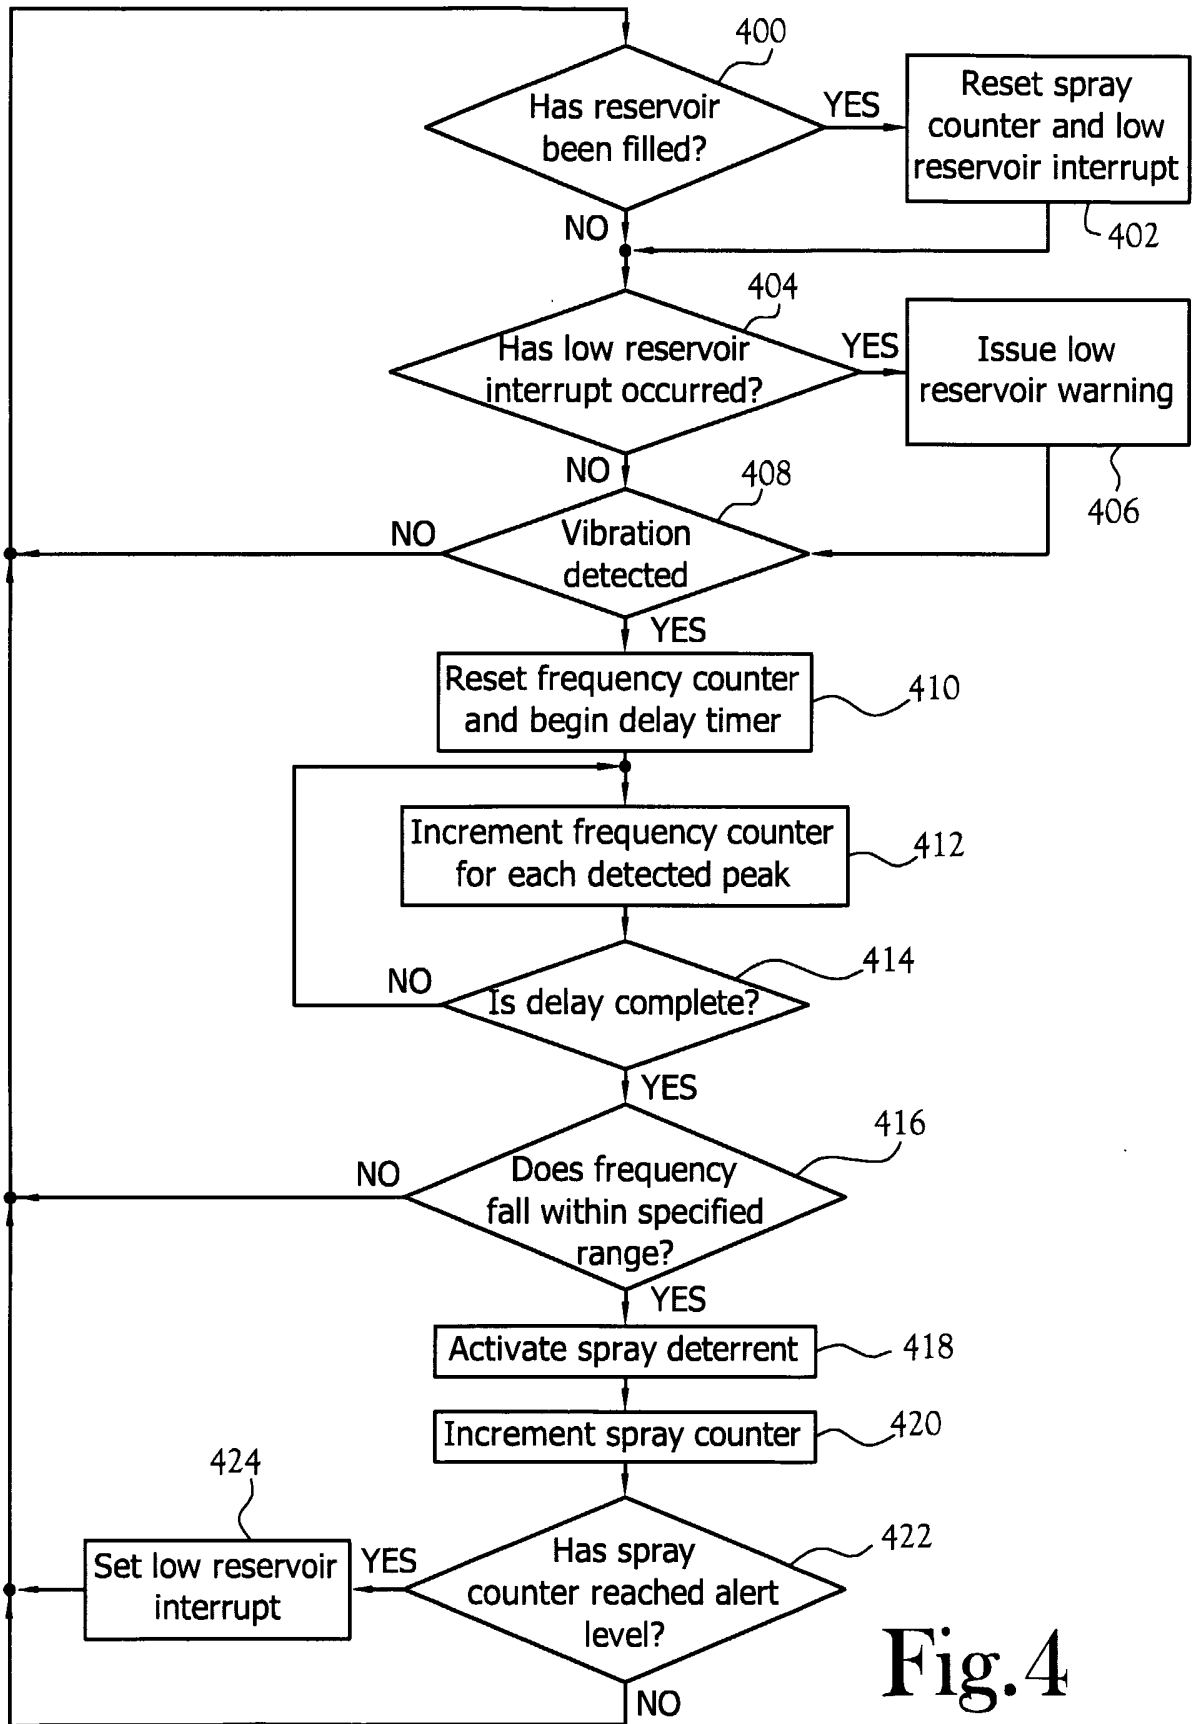 400
Has reservoir
been filled?
YES
Reset spray
counter and low
reservoir interrupt
402
NO
404
Has low reservoir
interrupt occurred?
YES
Issue low
reservoir warning
406
NO
408
Vibration
detected
NO
YES
Reset frequency counter
and begin delay timer
410
Increment frequency counter
for each detected peak
412
414
NO
Is delay complete?
YES
416
NO
Does frequency
fall within specified
range?
YES
Activate spray deterrent
418
Increment spray counter
420
424
Set low reservoir
interrupt
YES
Has spray
counter reached alert
level?
422
NO
Fig.4